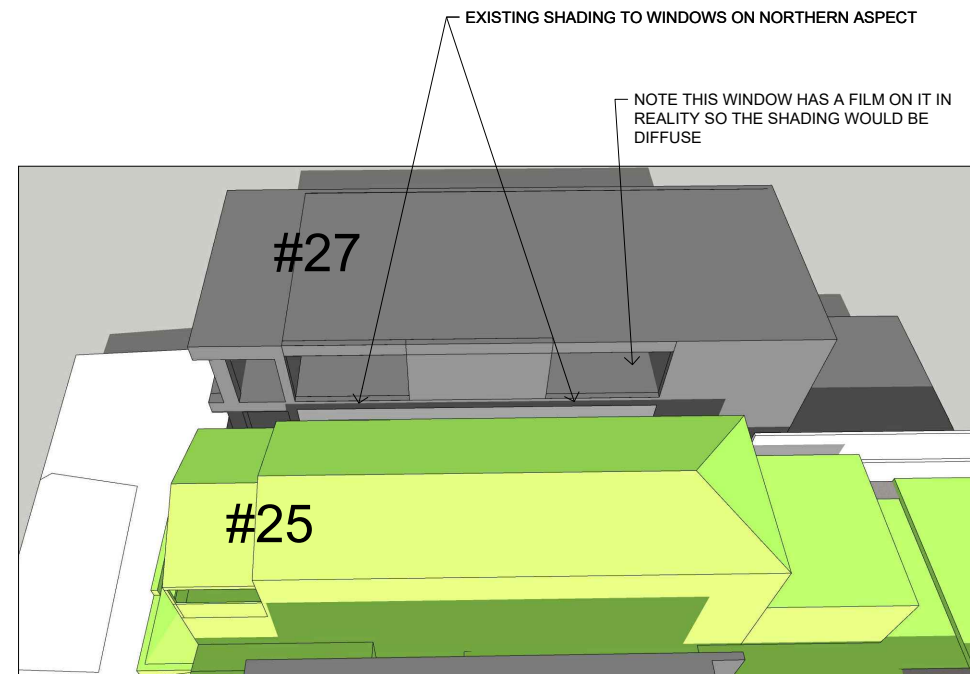 EXISTING SHADING TO WINDOWS ON NORTHERN ASPECT
NOTE THIS WINDOW HAS A FILM ON IT IN
REALITY SO THE SHADING WOULD BE
DIFFUSE
#27
#25